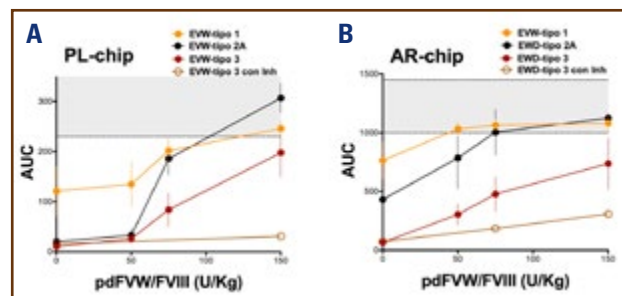 A
PL-chip
EVW-tipo 1
EVW-tipo 2A
EVW-tipo 3
EVW-tipo 3 con Inh
300
200
100
0
AUC
0
50
100
150
pdFVW/FVIII (U/Kg)
B
AR-chip
EWD-tipo 1
EWD-tipo 2A
EWD-tipo 3
EWD-tipo 3 con Inh
1500
1000
500
0
AUC
0
50
100
150
pdFVW/FVIII (U/Kg)